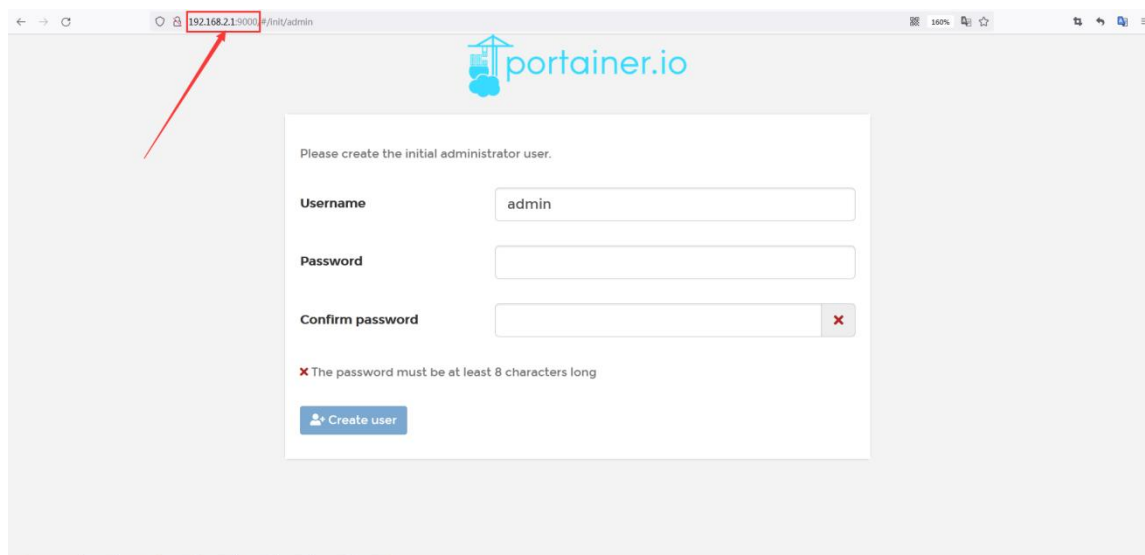 192.168.2.1:9000/#/init/admin
160%
portainer.io
Please create the initial administrator user.
Username
admin
Password
Confirm password
The password must be at least 8 characters long
Create user